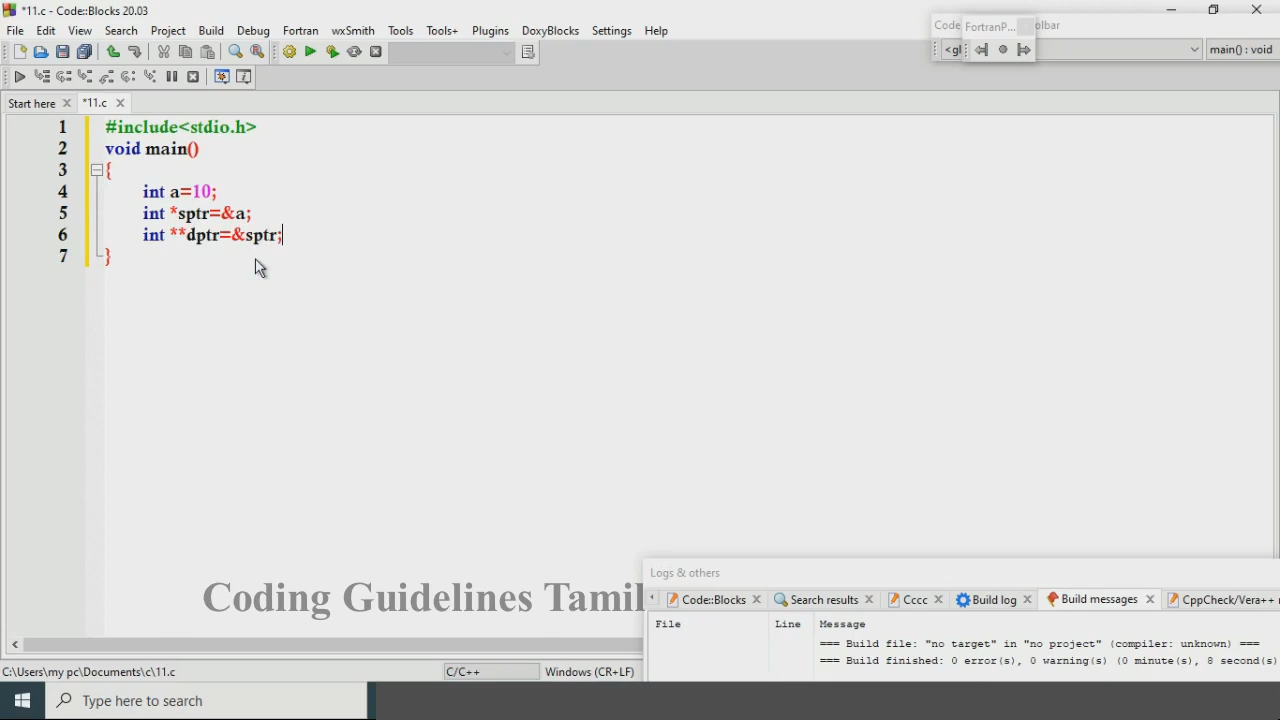 *11.c - Code::Blocks 20.03
File Edit View Search Project Build Debug Fortran wxSmith Tools Tools+ Plugins DoxyBlocks Settings Help
Code FortranP... olbar
<gl main() : void
Start here *11.c
1 #include<stdio.h>
2 void main()
3 {
4 int a=10;
5 int *sptr=&a;
6 int **dptr=&sptr;
7 }
Coding Guidelines Tamil
Logs & others
Code::Blocks Search results Cccc Build log Build messages CppCheck/Vera++
File Line Message
=== Build file: "no target" in "no project" (compiler: unknown) ===
=== Build finished: 0 error(s), 0 warning(s) (0 minute(s), 8 second(s)
C:\Users\my pc\Documents\c\11.c C/C++ Windows (CR+LF)
Type here to search